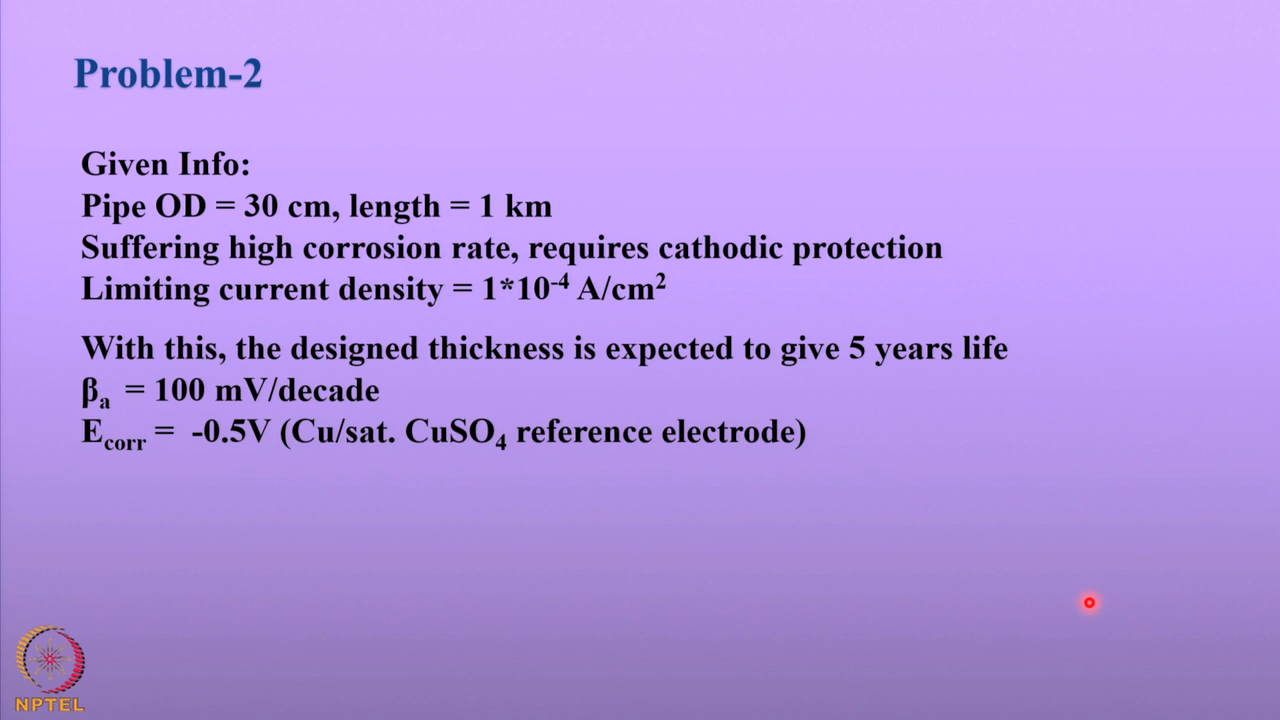 Problem-2
Given Info:
Pipe OD = 30 cm, length = 1 km
Suffering high corrosion rate, requires cathodic protection
Limiting current density = 1*10⁻⁴ A/cm²
With this, the designed thickness is expected to give 5 years life
βₐ = 100 mV/decade
E_corr = -0.5V (Cu/sat. CuSO₄ reference electrode)
NPTEL